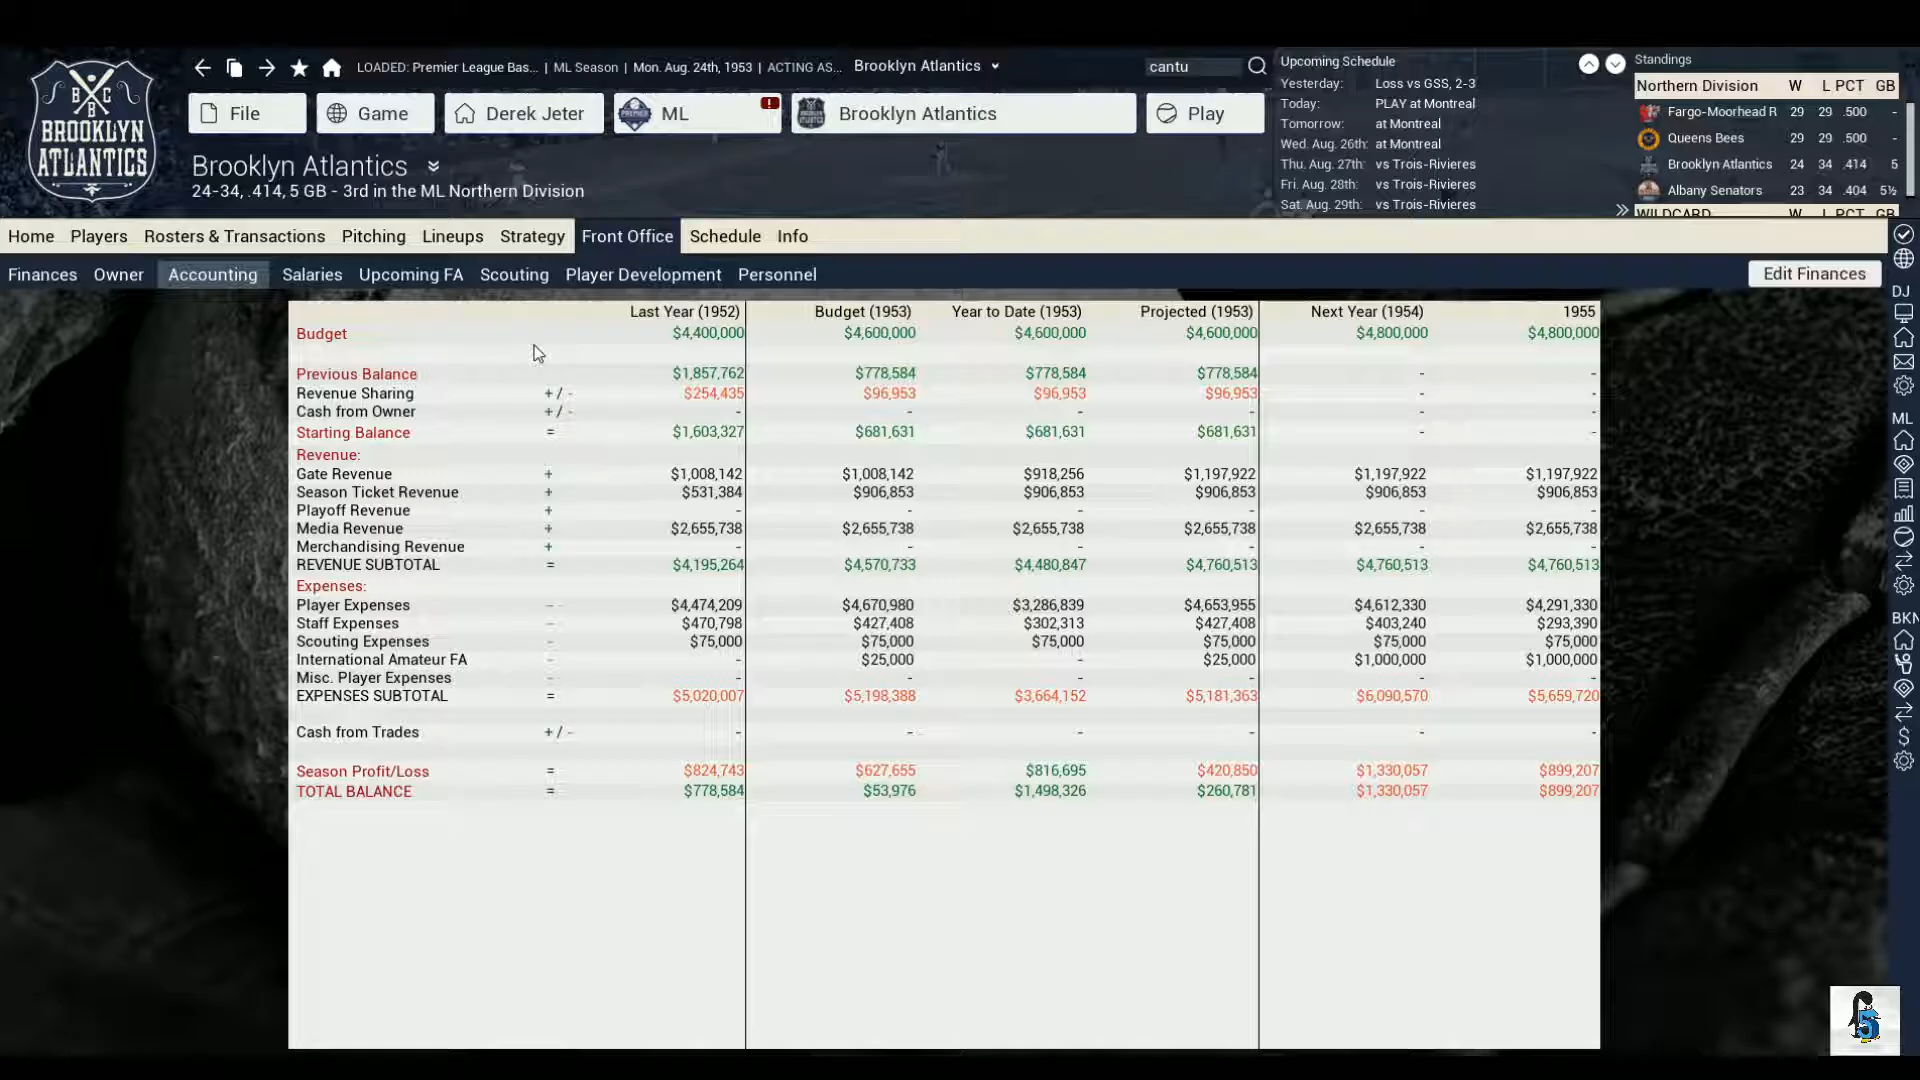 BROOKLYN
ATLANTICS
LOADED: Premier League Bas... | ML Season | Mon. Aug. 24th, 1953 | ACTING AS... Brooklyn Atlantics
cantu
File Game Derek Jeter ML Brooklyn Atlantics Play
Brooklyn Atlantics
24-34, .414, 5 GB - 3rd in the ML Northern Division
Upcoming Schedule
Yesterday: Loss vs GSS, 2-3
Today: PLAY at Montreal
Tomorrow: at Montreal
Wed. Aug. 26th: at Montreal
Thu. Aug. 27th: vs Trois-Rivieres
Fri. Aug. 28th: vs Trois-Rivieres
Sat. Aug. 29th: vs Trois-Rivieres
Standings
Northern Division W L PCT GB
Fargo-Moorhead R 29 29 .500 -
Queens Bees 29 29 .500 -
Brooklyn Atlantics 24 34 .414 5
Albany Senators 23 34 .404 5½
WILDCARD W L PCT GB
Home Players Rosters & Transactions Pitching Lineups Strategy Front Office Schedule Info
Finances Owner Accounting Salaries Upcoming FA Scouting Player Development Personnel Edit Finances
Last Year (1952) Budget (1953) Year to Date (1953) Projected (1953) Next Year (1954) 1955
Budget $4,400,000 $4,600,000 $4,600,000 $4,600,000 $4,800,000 $4,800,000
Previous Balance $1,857,762 $778,584 $778,584 $778,584 - -
Revenue Sharing + / - $254,435 $96,953 $96,953 $96,953 - -
Cash from Owner + / - - - - - - -
Starting Balance = $1,603,327 $681,631 $681,631 $681,631 - -
Revenue:
Gate Revenue + $1,008,142 $1,008,142 $918,256 $1,197,922 $1,197,922 $1,197,922
Season Ticket Revenue + $531,384 $906,853 $906,853 $906,853 $906,853 $906,853
Playoff Revenue + - - - - - -
Media Revenue + $2,655,738 $2,655,738 $2,655,738 $2,655,738 $2,655,738 $2,655,738
Merchandising Revenue + - - - - - -
REVENUE SUBTOTAL = $4,195,264 $4,570,733 $4,480,847 $4,760,513 $4,760,513 $4,760,513
Expenses:
Player Expenses - $4,474,209 $4,670,980 $3,286,839 $4,653,955 $4,612,330 $4,291,330
Staff Expenses - $470,798 $427,408 $302,313 $427,408 $403,240 $293,390
Scouting Expenses - $75,000 $75,000 $75,000 $75,000 $75,000 $75,000
International Amateur FA - - $25,000 - $25,000 $1,000,000 $1,000,000
Misc. Player Expenses - - - - - - -
EXPENSES SUBTOTAL = $5,020,007 $5,198,388 $3,664,152 $5,181,363 $6,090,570 $5,659,720
Cash from Trades + / - - - - - - -
Season Profit/Loss = $824,743 $627,655 $816,695 $420,850 $1,330,057 $899,207
TOTAL BALANCE = $778,584 $53,976 $1,498,326 $260,781 $1,330,057 $899,207
DJ
ML
BKN